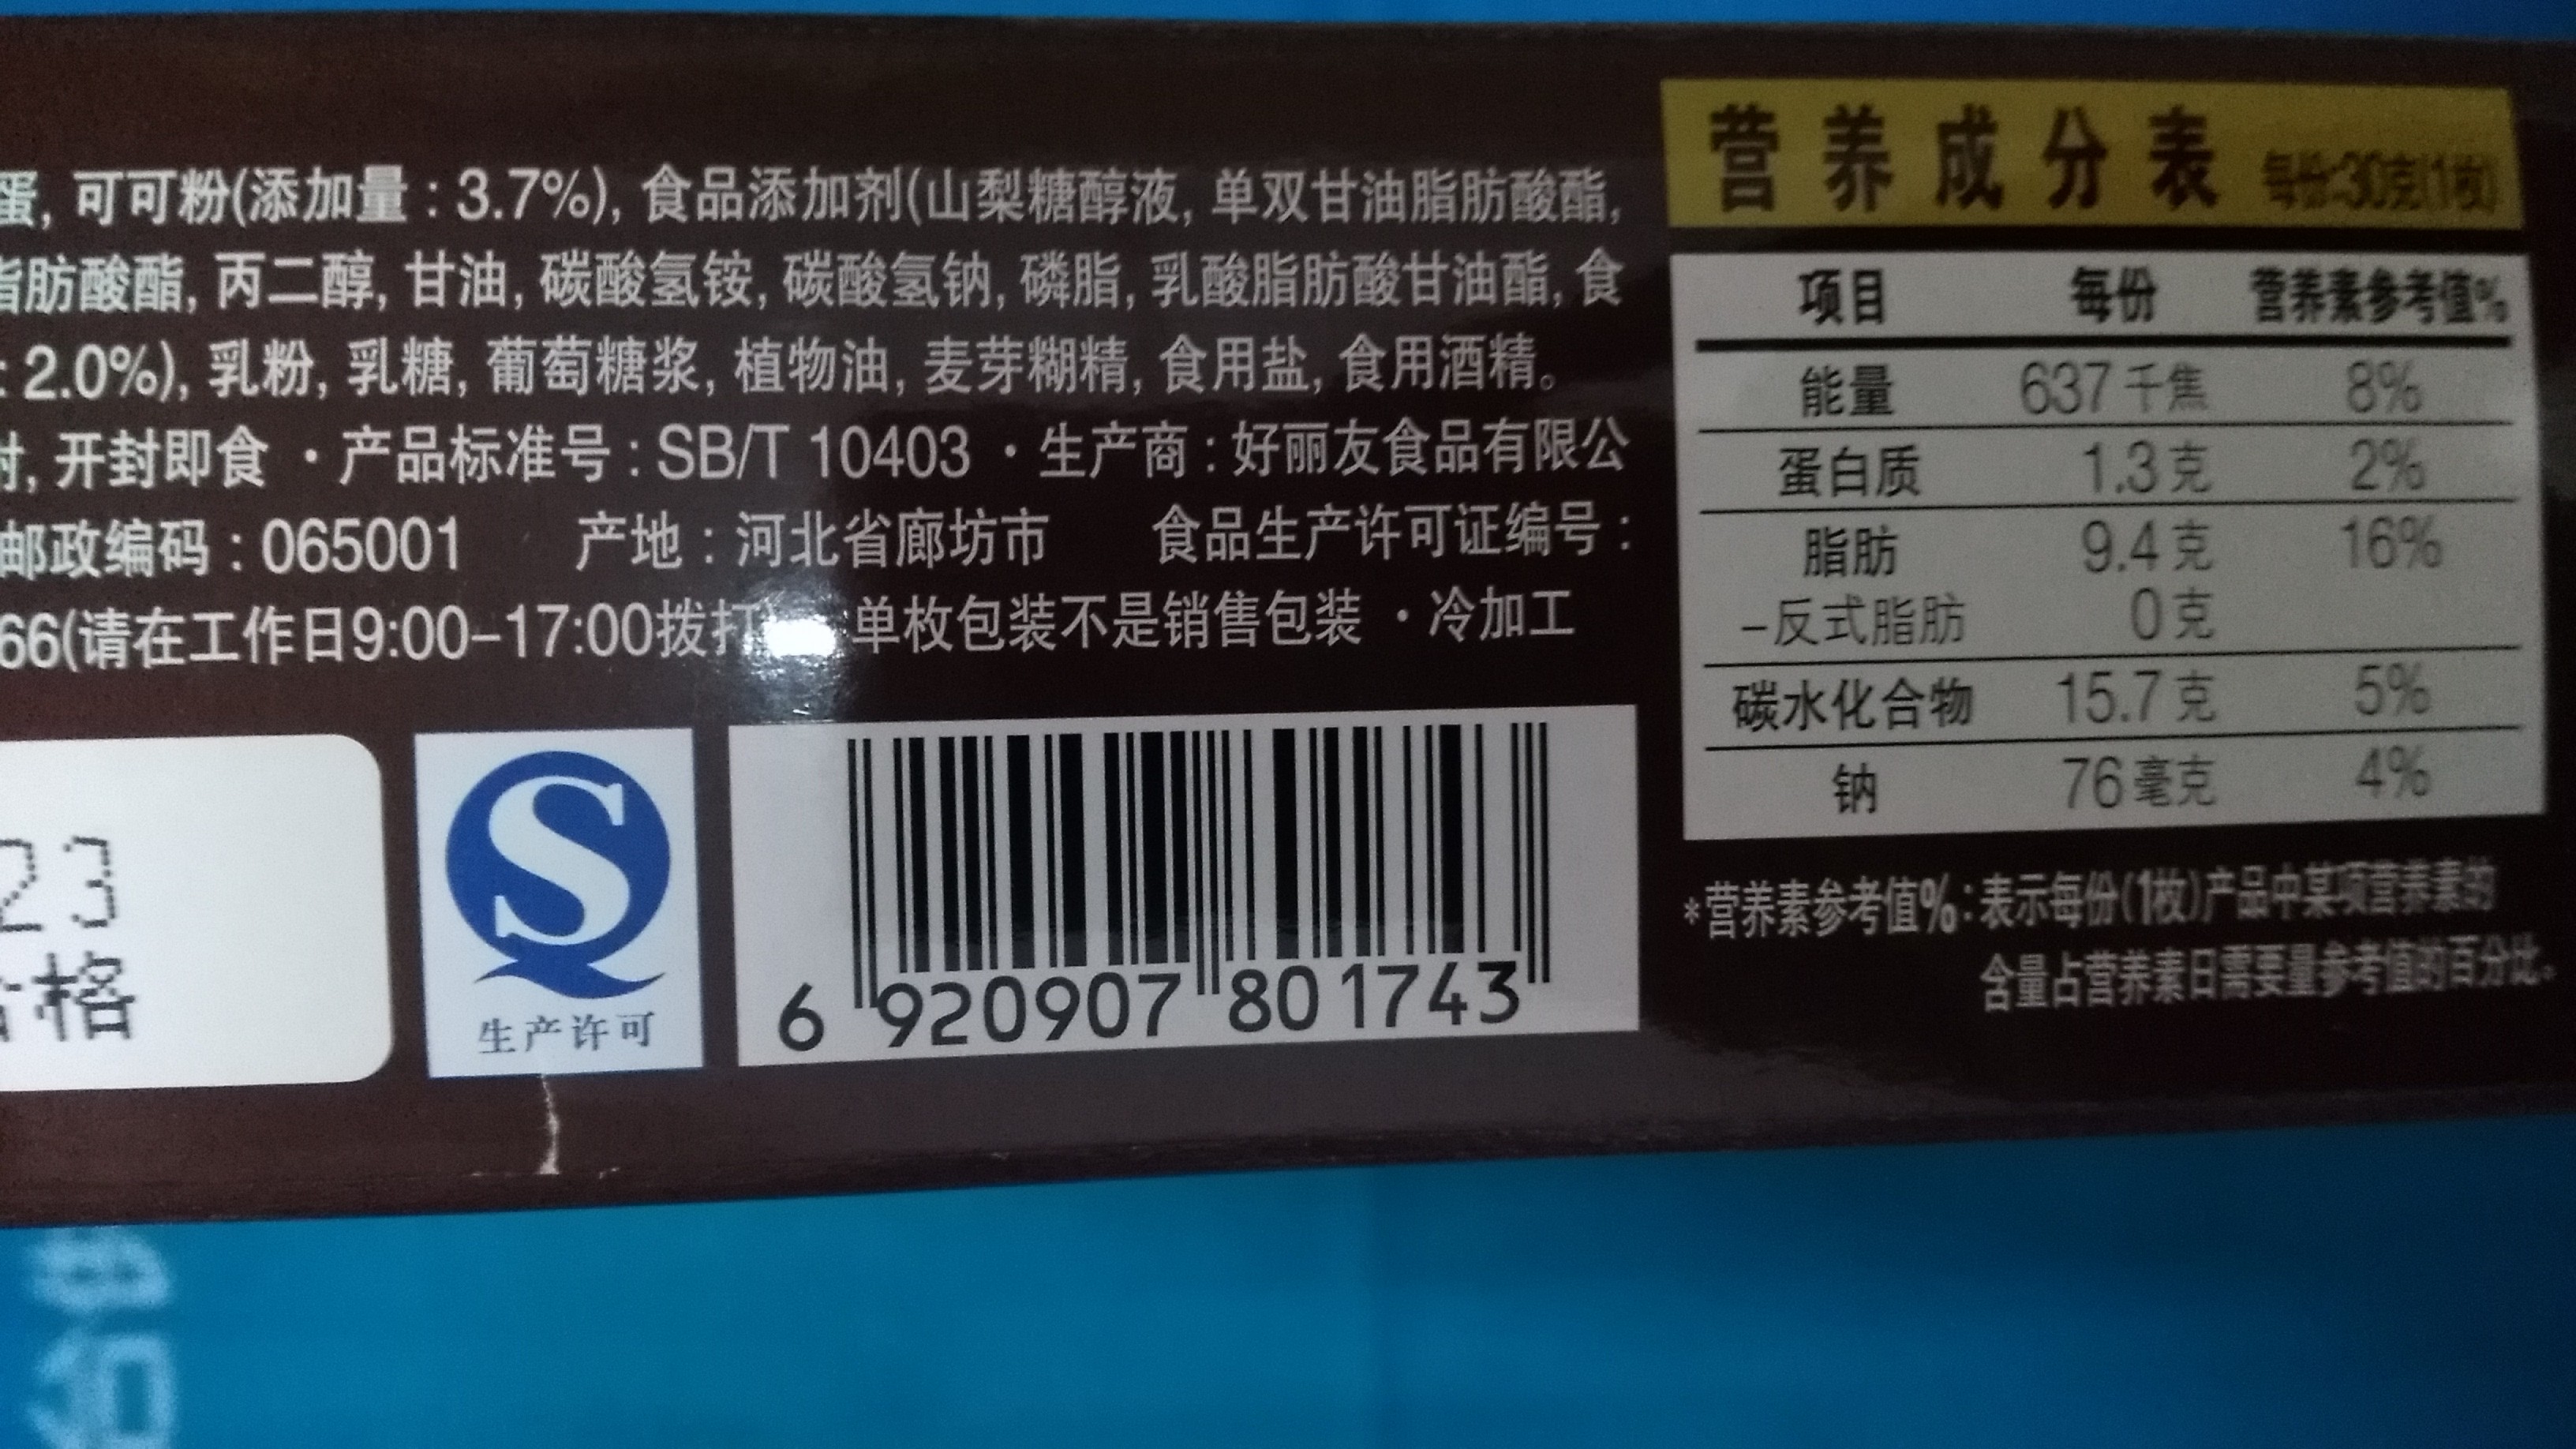 蛋, 可可粉(添加量 : 3.7%), 食品添加剂(山梨糖醇液, 单双甘油脂肪酸酯,
脂肪酸酯, 丙二醇, 甘油, 碳酸氢铵, 碳酸氢钠, 磷脂, 乳酸脂肪酸甘油酯, 食
: 2.0%), 乳粉, 乳糖, 葡萄糖浆, 植物油, 麦芽糊精, 食用盐, 食用酒精。
射, 开封即食 · 产品标准号 : SB/T 10403 · 生产商 : 好丽友食品有限公
邮政编码 : 065001 产地 : 河北省廊坊市 食品生产许可证编号 :
66(请在工作日9:00-17:00拨打) 单枚包装不是销售包装 · 冷加工
23
合格
生产许可
6 920907 801743
营养成分表 每份:30克(1枚)
项目 每份 营养素参考值%
能量 637千焦 8%
蛋白质 1.3克 2%
脂肪 9.4克 16%
-反式脂肪 0克
碳水化合物 15.7克 5%
钠 76毫克 4%
*营养素参考值%: 表示每份(1枚)产品中某项营养素的
含量占营养素日需要量参考值的百分比。